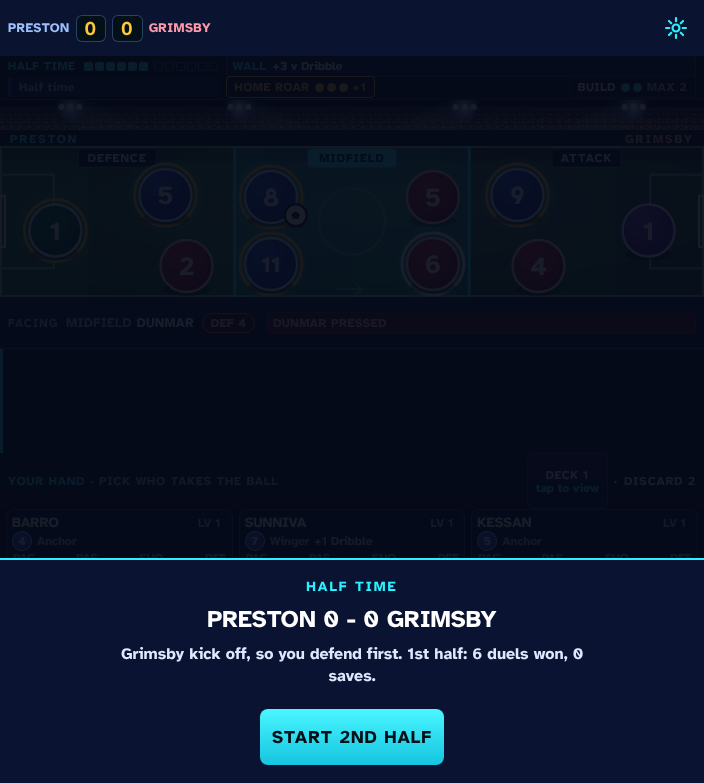 PRESTON 0 0 GRIMSBY
HALF TIME
WALL +3 v Dribble
Half time
HOME ROAR +1
BUILD MAX 2
PRESTON
GRIMSBY
DEFENCE
MIDFIELD
ATTACK
1
5
2
8
11
5
6
9
4
1
FACING MIDFIELD DUNMAR DEF 4 DUNMAR PRESSED
YOUR HAND - PICK WHO TAKES THE BALL
DECK 1
tap to view
· DISCARD 2
BARRO LV 1
4 Anchor
SUNNIVA LV 1
7 Winger +1 Dribble
KESSAN LV 1
5 Anchor
HALF TIME
PRESTON 0 - 0 GRIMSBY
Grimsby kick off, so you defend first. 1st half: 6 duels won, 0
saves.
START 2ND HALF